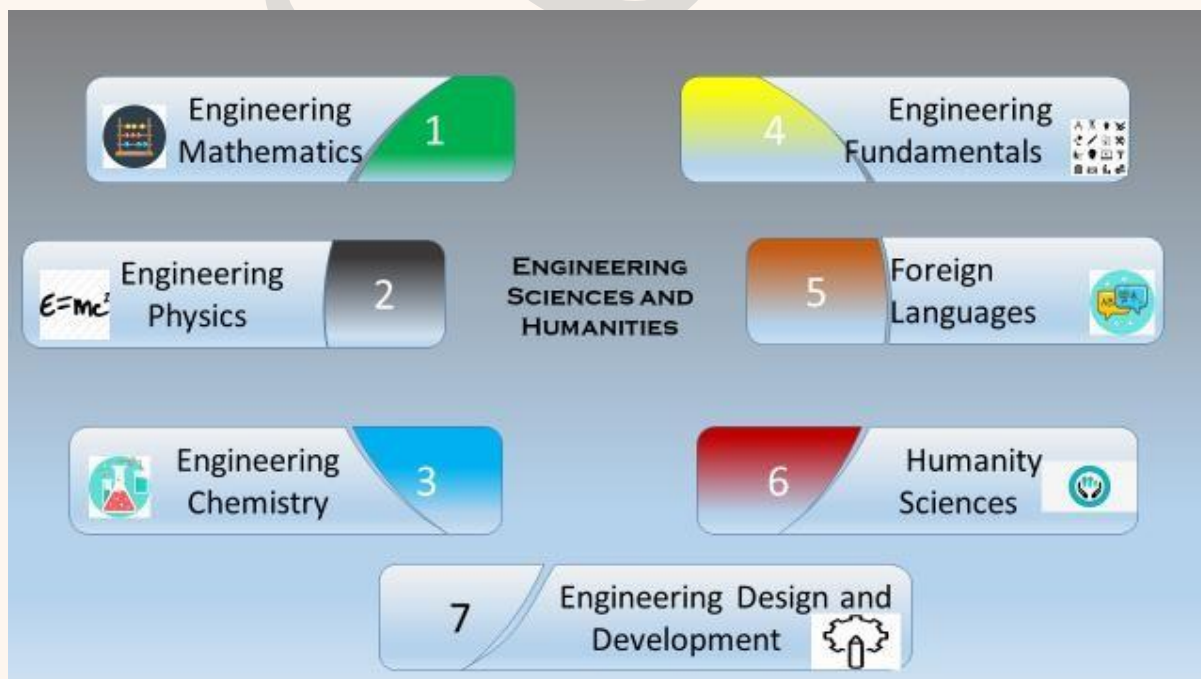 Engineering
Mathematics
1
E=mc²
Engineering
Physics
2
Engineering
Chemistry
3
ENGINEERING
SCIENCES AND
HUMANITIES
4
Engineering
Fundamentals
5
Foreign
Languages
6
Humanity
Sciences
7
Engineering Design and
Development